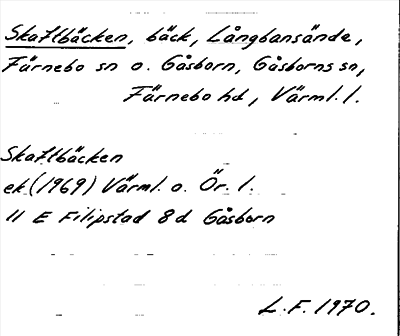 Skaftbäcken, bäck, Långbansände,
Färnebo sn o. Gåsborn, Gåsborns sn,
Färnebo hd, Värml. l.
Skaftbäcken
ek (1969) Värml. o. Ör. l.
11 E Filipstad 8d Gåsborn
L.F. 1970.